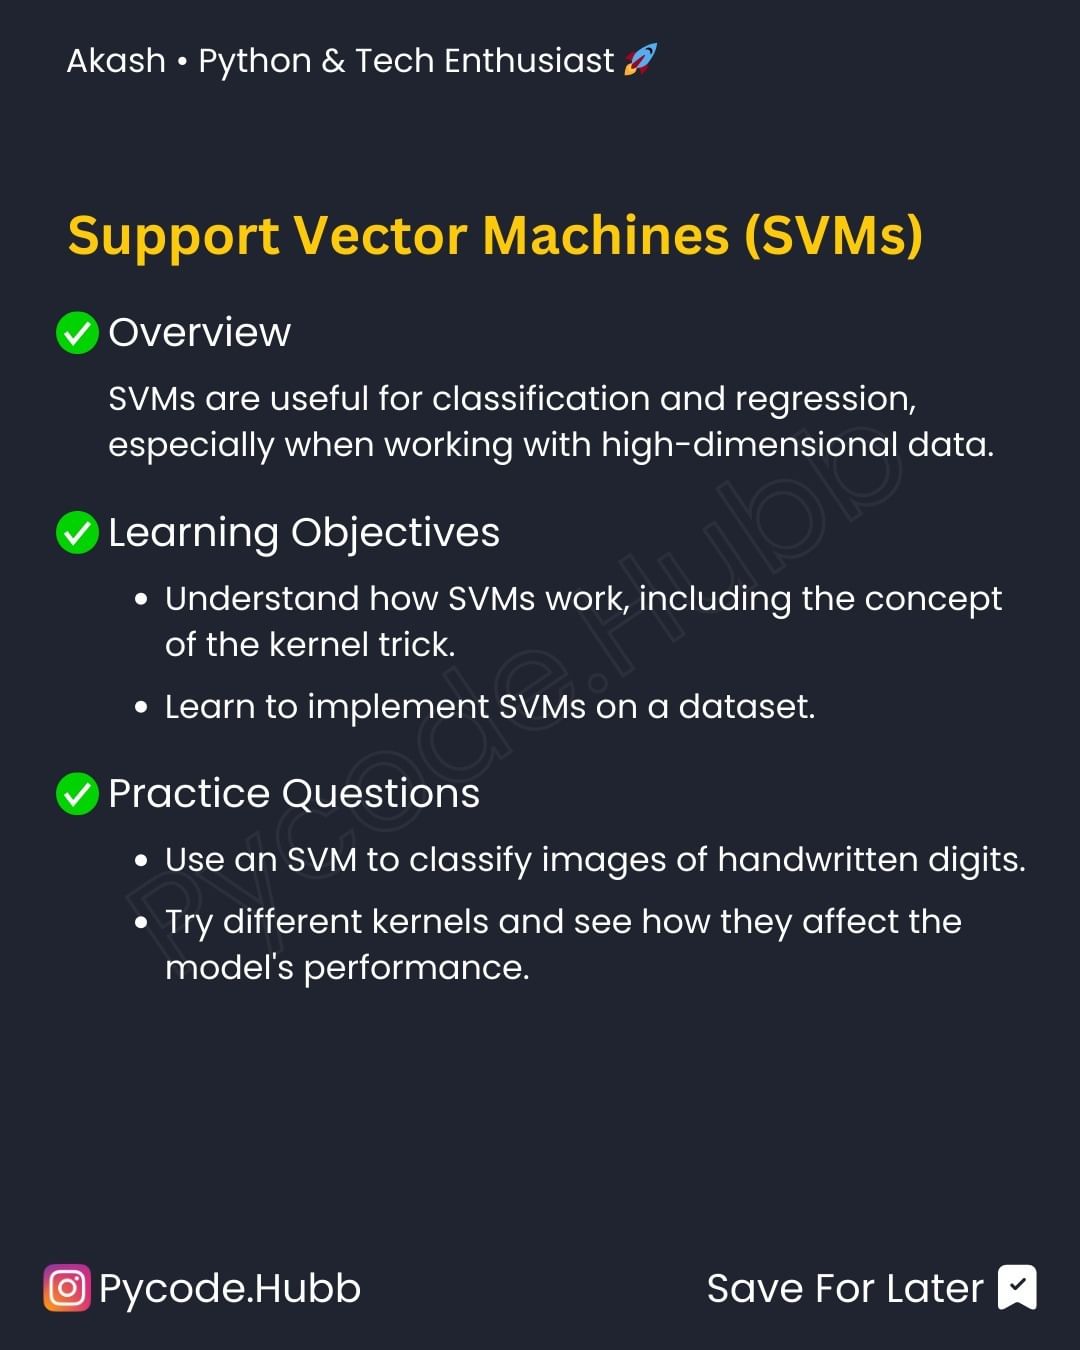 Akash • Python & Tech Enthusiast 🚀
Support Vector Machines (SVMs)
✅ Overview
SVMs are useful for classification and regression,
especially when working with high-dimensional data.
✅ Learning Objectives
• Understand how SVMs work, including the concept
of the kernel trick.
• Learn to implement SVMs on a dataset.
✅ Practice Questions
• Use an SVM to classify images of handwritten digits.
• Try different kernels and see how they affect the
model's performance.
Pycode.Hubb
Pycode.Hubb
Save For Later